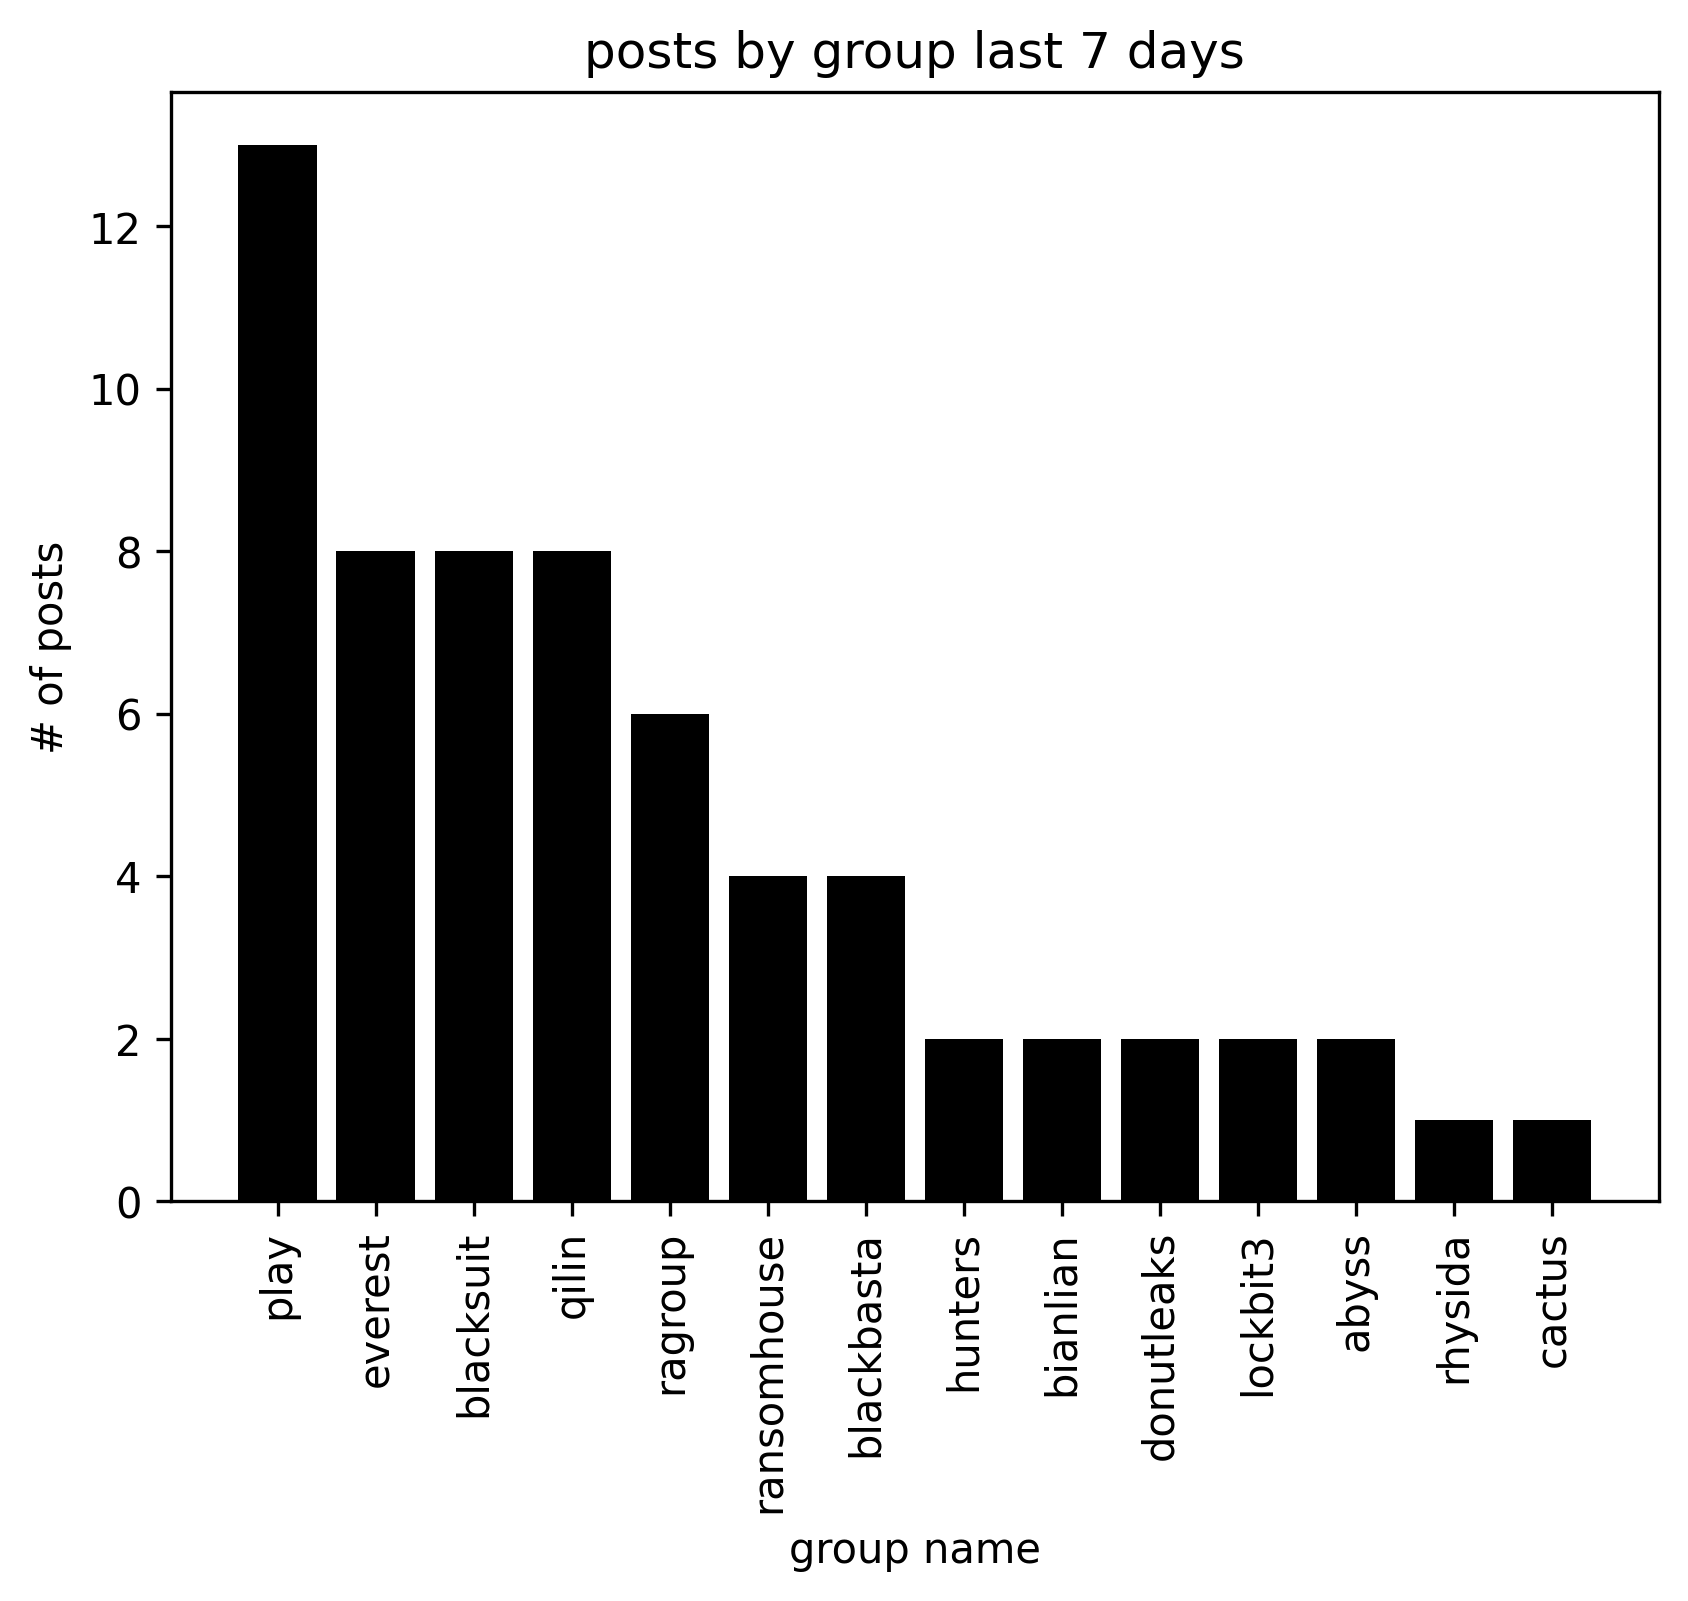 posts by group last 7 days
# of posts
12
10
8
6
4
2
0
play
everest
blacksuit
qilin
ragroup
ransomhouse
blackbasta
hunters
bianlian
donutleaks
lockbit3
abyss
rhysida
cactus
group name